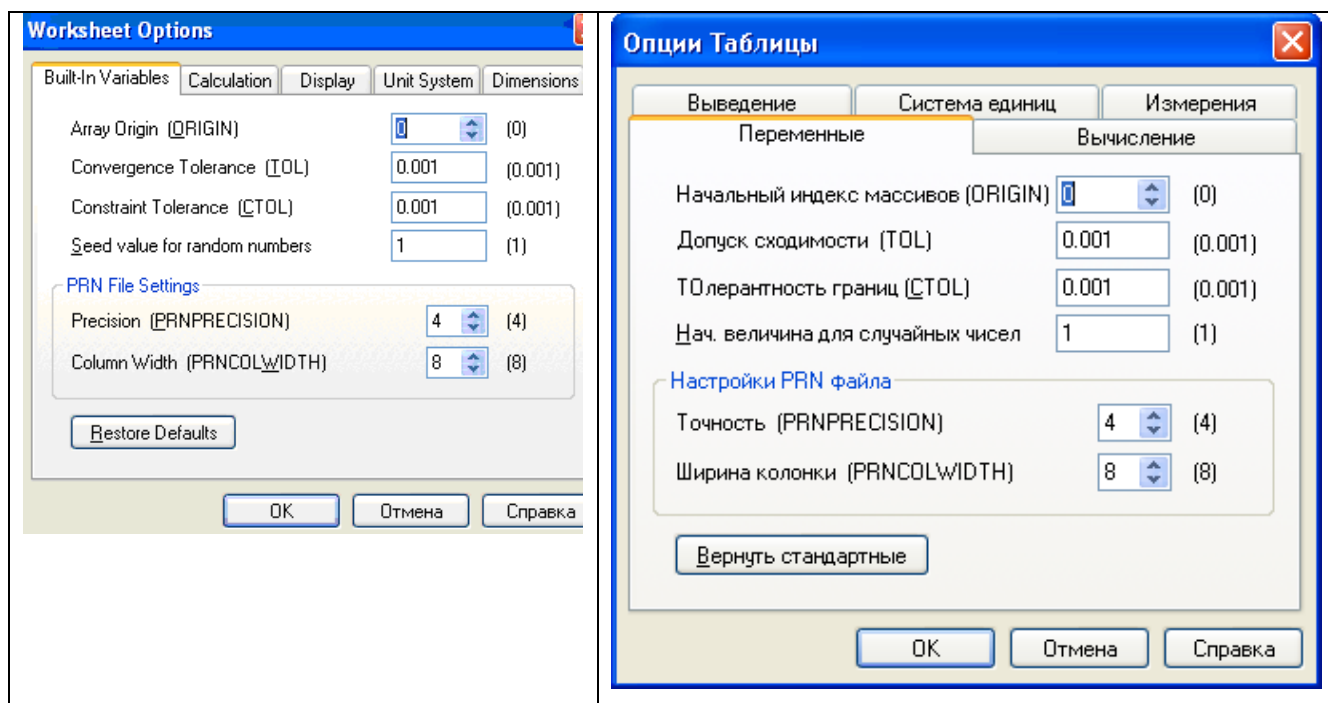 Worksheet Options
Built-In Variables Calculation Display Unit System Dimensions
Array Origin (ORIGIN) 0 (0)
Convergence Tolerance (TOL) 0.001 (0.001)
Constraint Tolerance (CTOL) 0.001 (0.001)
Seed value for random numbers 1 (1)
PRN File Settings
Precision (PRNPRECISION) 4 (4)
Column Width (PRNCOLWIDTH) 8 (8)
Restore Defaults
OK Отмена Справка
Опции Таблицы
Выведение Система единиц Измерения
Переменные Вычисление
Начальный индекс массивов (ORIGIN) 0 (0)
Допуск сходимости (TOL) 0.001 (0.001)
ТОлерантность границ (CTOL) 0.001 (0.001)
Нач. величина для случайных чисел 1 (1)
Настройки PRN файла
Точность (PRNPRECISION) 4 (4)
Ширина колонки (PRNCOLWIDTH) 8 (8)
Вернуть стандартные
OK Отмена Справка